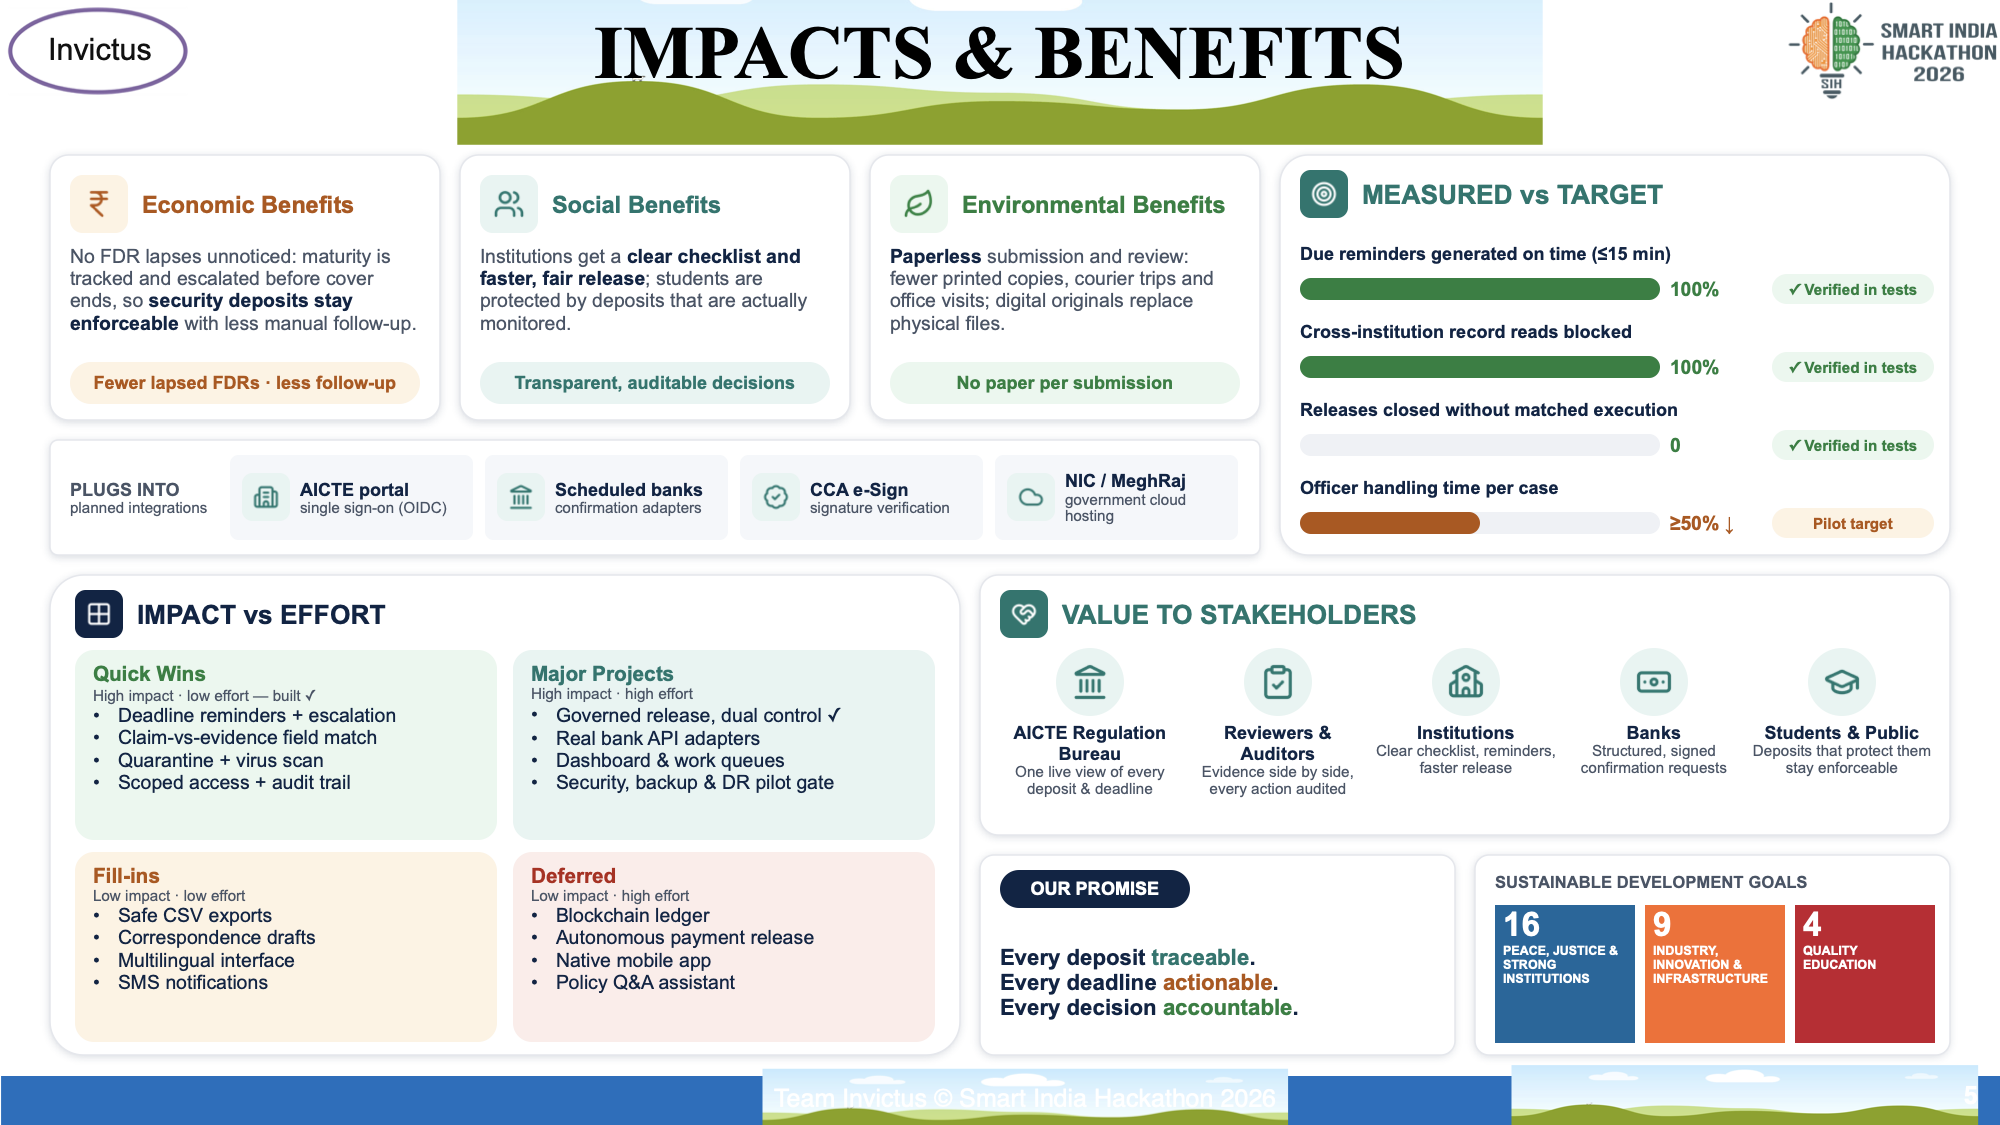 Invictus
IMPACTS & BENEFITS
SMART INDIA
HACKATHON
2026
SIH
Economic Benefits
No FDR lapses unnoticed: maturity is
tracked and escalated before cover
ends, so security deposits stay
enforceable with less manual follow-up.
Fewer lapsed FDRs · less follow-up
Social Benefits
Institutions get a clear checklist and
faster, fair release; students are
protected by deposits that are actually
monitored.
Transparent, auditable decisions
Environmental Benefits
Paperless submission and review:
fewer printed copies, courier trips and
office visits; digital originals replace
physical files.
No paper per submission
MEASURED vs TARGET
Due reminders generated on time (≤15 min)
100%
✓ Verified in tests
Cross-institution record reads blocked
100%
✓ Verified in tests
Releases closed without matched execution
0
✓ Verified in tests
Officer handling time per case
≥50% ↓
Pilot target
PLUGS INTO
planned integrations
AICTE portal
single sign-on (OIDC)
Scheduled banks
confirmation adapters
CCA e-Sign
signature verification
NIC / MeghRaj
government cloud
hosting
IMPACT vs EFFORT
Quick Wins
High impact · low effort — built ✓
• Deadline reminders + escalation
• Claim-vs-evidence field match
• Quarantine + virus scan
• Scoped access + audit trail
Major Projects
High impact · high effort
• Governed release, dual control ✓
• Real bank API adapters
• Dashboard & work queues
• Security, backup & DR pilot gate
Fill-ins
Low impact · low effort
• Safe CSV exports
• Correspondence drafts
• Multilingual interface
• SMS notifications
Deferred
Low impact · high effort
• Blockchain ledger
• Autonomous payment release
• Native mobile app
• Policy Q&A assistant
VALUE TO STAKEHOLDERS
AICTE Regulation
Bureau
One live view of every
deposit & deadline
Reviewers &
Auditors
Evidence side by side,
every action audited
Institutions
Clear checklist, reminders,
faster release
Banks
Structured, signed
confirmation requests
Students & Public
Deposits that protect them
stay enforceable
OUR PROMISE
Every deposit traceable.
Every deadline actionable.
Every decision accountable.
SUSTAINABLE DEVELOPMENT GOALS
16
PEACE, JUSTICE &
STRONG
INSTITUTIONS
9
INDUSTRY,
INNOVATION &
INFRASTRUCTURE
4
QUALITY
EDUCATION
Team Invictus © Smart India Hackathon 2026
5